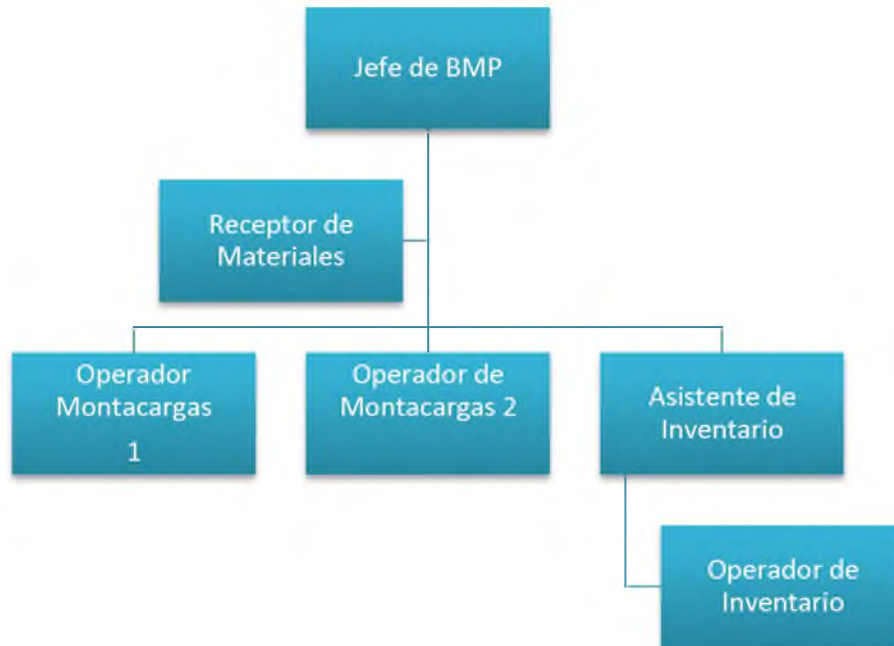 Jefe de BMP
Receptor de
Materiales
Operador
Montacargas
1
Operador de
Montacargas 2
Asistente de
Inventario
Operador de
Inventario